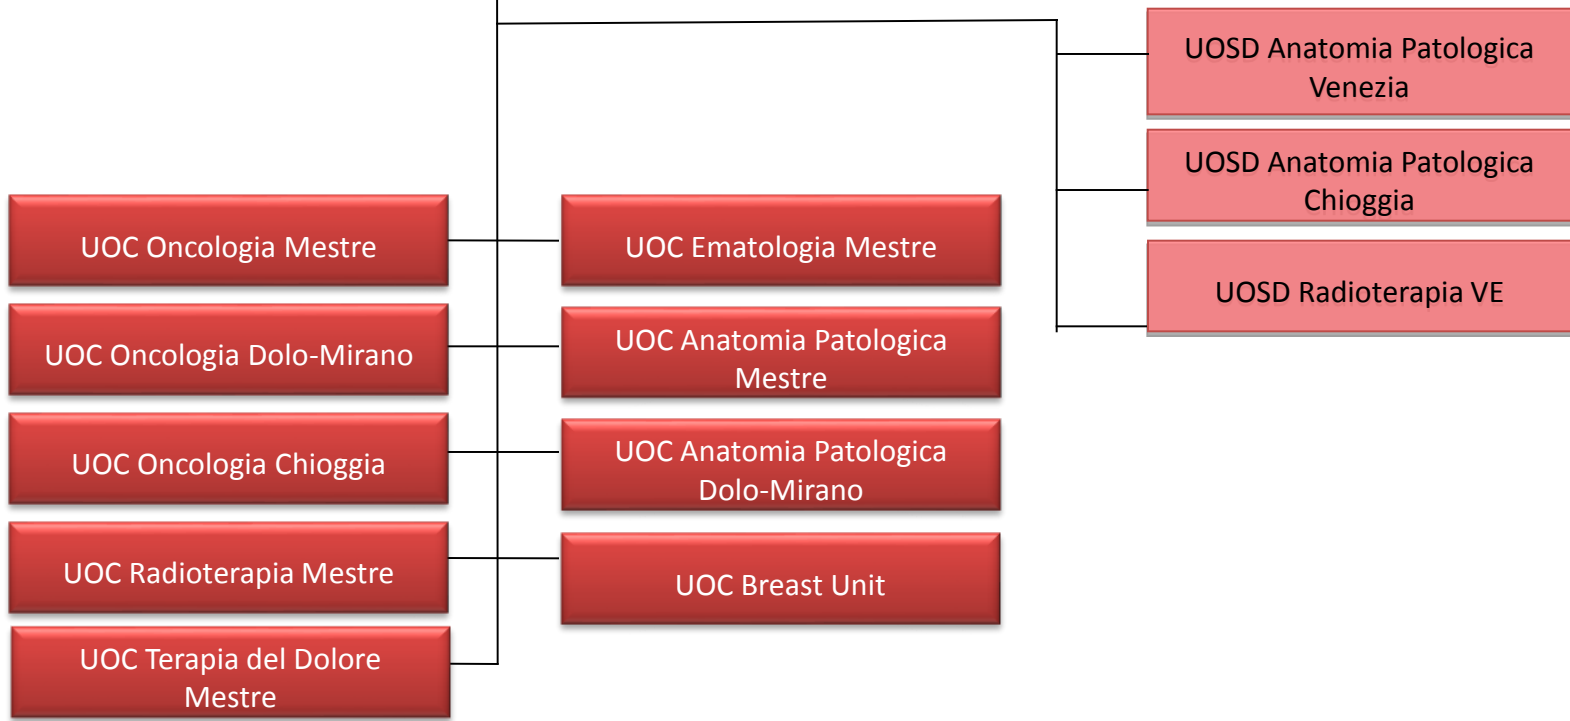 UOSD Anatomia Patologica
Venezia
UOSD Anatomia Patologica
Chioggia
UOSD Radioterapia VE
UOC Oncologia Mestre
UOC Ematologia Mestre
UOC Oncologia Dolo-Mirano
UOC Anatomia Patologica
Mestre
UOC Oncologia Chioggia
UOC Anatomia Patologica
Dolo-Mirano
UOC Radioterapia Mestre
UOC Breast Unit
UOC Terapia del Dolore
Mestre